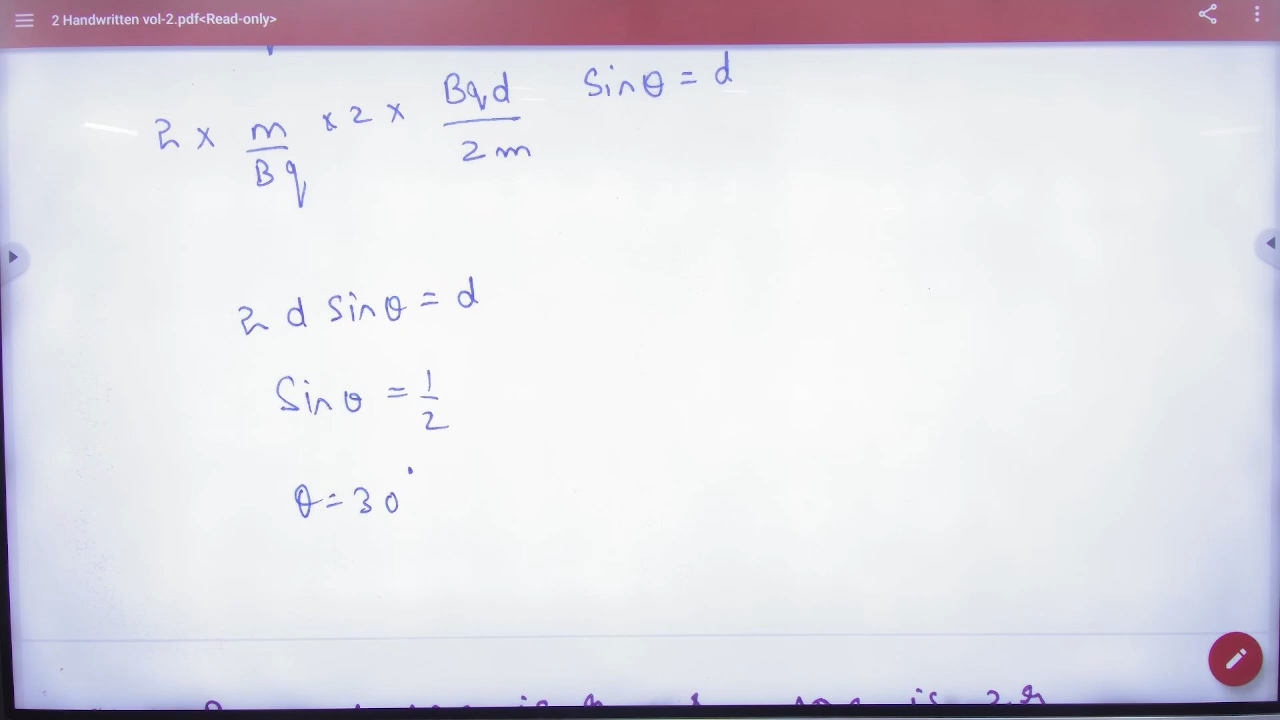 2 Handwritten vol-2.pdf<Read-only>
2 × m/Bq × 2 × Bqd/2m Sinθ = d
2 d Sinθ = d
Sinθ = 1/2
θ = 30°